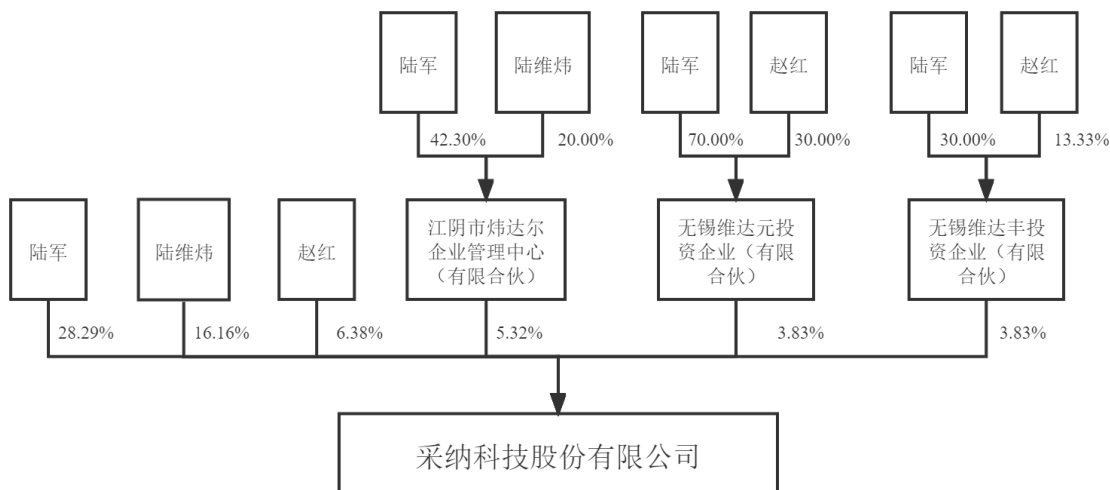 陆军
陆维炜
陆军
赵红
陆军
赵红
42.30%
20.00%
70.00%
30.00%
30.00%
13.33%
陆军
陆维炜
赵红
江阴市炜达尔
企业管理中心
（有限合伙）
无锡维达元投
资企业（有限
合伙）
无锡维达丰投
资企业（有限
合伙）
28.29%
16.16%
6.38%
5.32%
3.83%
3.83%
采纳科技股份有限公司